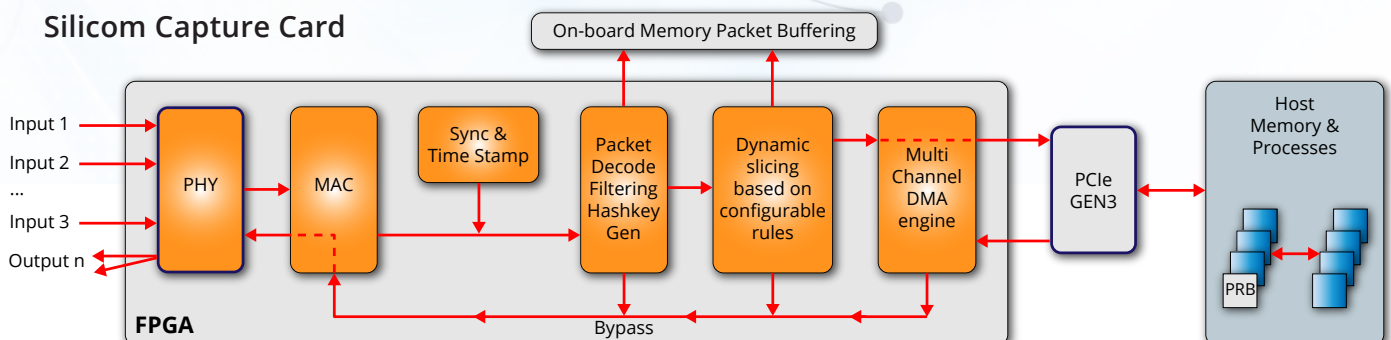 Silicom Capture Card
On-board Memory Packet Buffering
Input 1
Input 2
...
Input 3
Output n
PHY
MAC
Sync &
Time Stamp
Packet
Decode
Filtering
Hashkey
Gen
Dynamic
slicing
based on
configurable
rules
Multi
Channel
DMA
engine
PCIe
GEN3
Host
Memory &
Processes
PRB
FPGA
Bypass